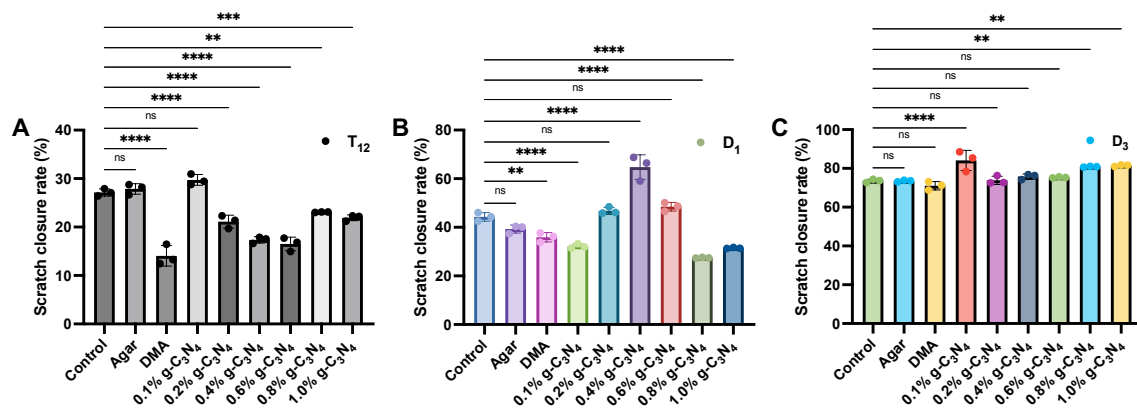 A
***
**
****
****
****
ns
****
ns
T₁₂
Scratch closure rate (%)
40
30
20
10
0
Control
Agar
DMA
0.1% g-C₃N₄
0.2% g-C₃N₄
0.4% g-C₃N₄
0.6% g-C₃N₄
0.8% g-C₃N₄
1.0% g-C₃N₄
B
****
****
ns
****
ns
****
**
ns
D₁
Scratch closure rate (%)
80
60
40
20
0
Control
Agar
DMA
0.1% g-C₃N₄
0.2% g-C₃N₄
0.4% g-C₃N₄
0.6% g-C₃N₄
0.8% g-C₃N₄
1.0% g-C₃N₄
C
**
**
ns
ns
ns
****
ns
ns
D₃
Scratch closure rate (%)
100
80
60
40
20
0
Control
Agar
DMA
0.1% g-C₃N₄
0.2% g-C₃N₄
0.4% g-C₃N₄
0.6% g-C₃N₄
0.8% g-C₃N₄
1.0% g-C₃N₄